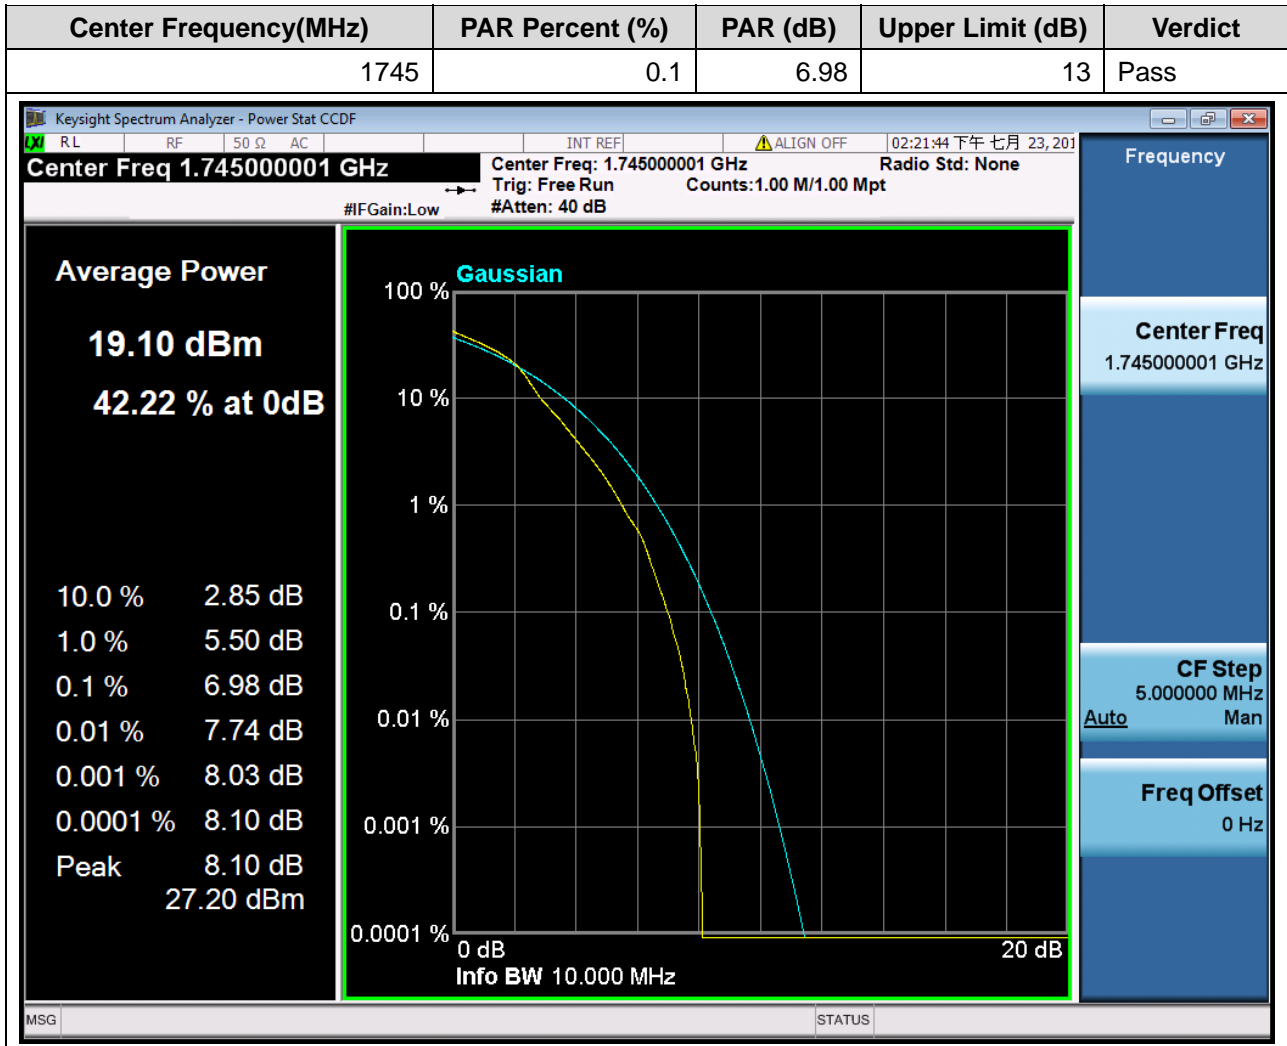 Center Frequency(MHz) PAR Percent (%) PAR (dB) Upper Limit (dB) Verdict
1745 0.1 6.98 13 Pass
Keysight Spectrum Analyzer - Power Stat CCDF
LXI RL RF 50 Ω AC INT REF ALIGN OFF 02:21:44 下午 七月 23, 201
Center Freq 1.745000001 GHz
#IFGain:Low
Center Freq: 1.745000001 GHz Radio Std: None
Trig: Free Run Counts:1.00 M/1.00 Mpt
#Atten: 40 dB
Average Power
19.10 dBm
42.22 % at 0dB
10.0 % 2.85 dB
1.0 % 5.50 dB
0.1 % 6.98 dB
0.01 % 7.74 dB
0.001 % 8.03 dB
0.0001 % 8.10 dB
Peak 8.10 dB
27.20 dBm
Gaussian
100 %
10 %
1 %
0.1 %
0.01 %
0.001 %
0.0001 %
0 dB 20 dB
Info BW 10.000 MHz
Frequency
Center Freq
1.745000001 GHz
CF Step
5.000000 MHz
Auto Man
Freq Offset
0 Hz
MSG STATUS